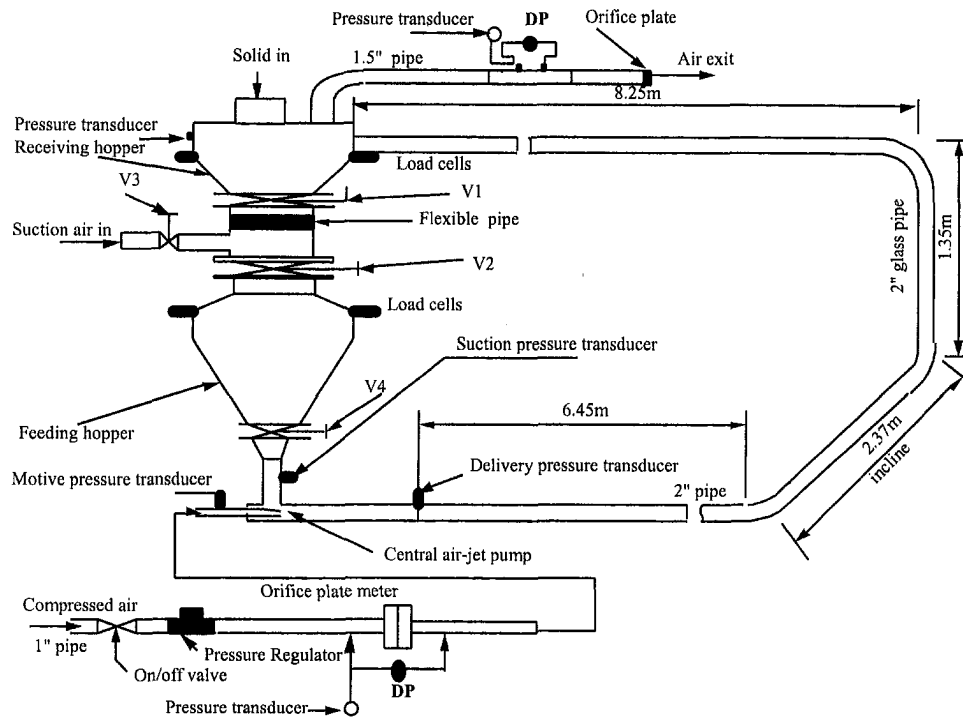 Pressure transducer
DP
Orifice plate
Solid in
1.5" pipe
Air exit
8.25m
Pressure transducer
Receiving hopper
Load cells
V3
V1
Flexible pipe
Suction air in
V2
2" glass pipe
1.35m
Load cells
Suction pressure transducer
V4
6.45m
Feeding hopper
2.37m
incline
Delivery pressure transducer
Motive pressure transducer
2" pipe
Central air-jet pump
Orifice plate meter
Compressed air
1" pipe
Pressure Regulator
On/off valve
DP
Pressure transducer